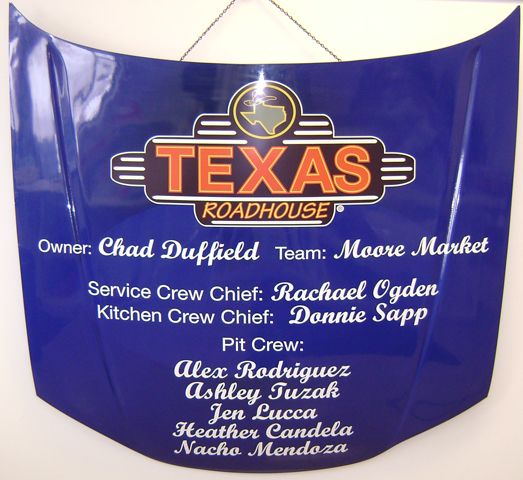 TEXAS
ROADHOUSE®
Owner: Chad Duffield Team: Moore Market
Service Crew Chief: Rachael Ogden
Kitchen Crew Chief: Donnie Sapp
Pit Crew:
Alex Rodriguez
Ashley Tuzak
Jen Lucca
Heather Candela
Nacho Mendoza